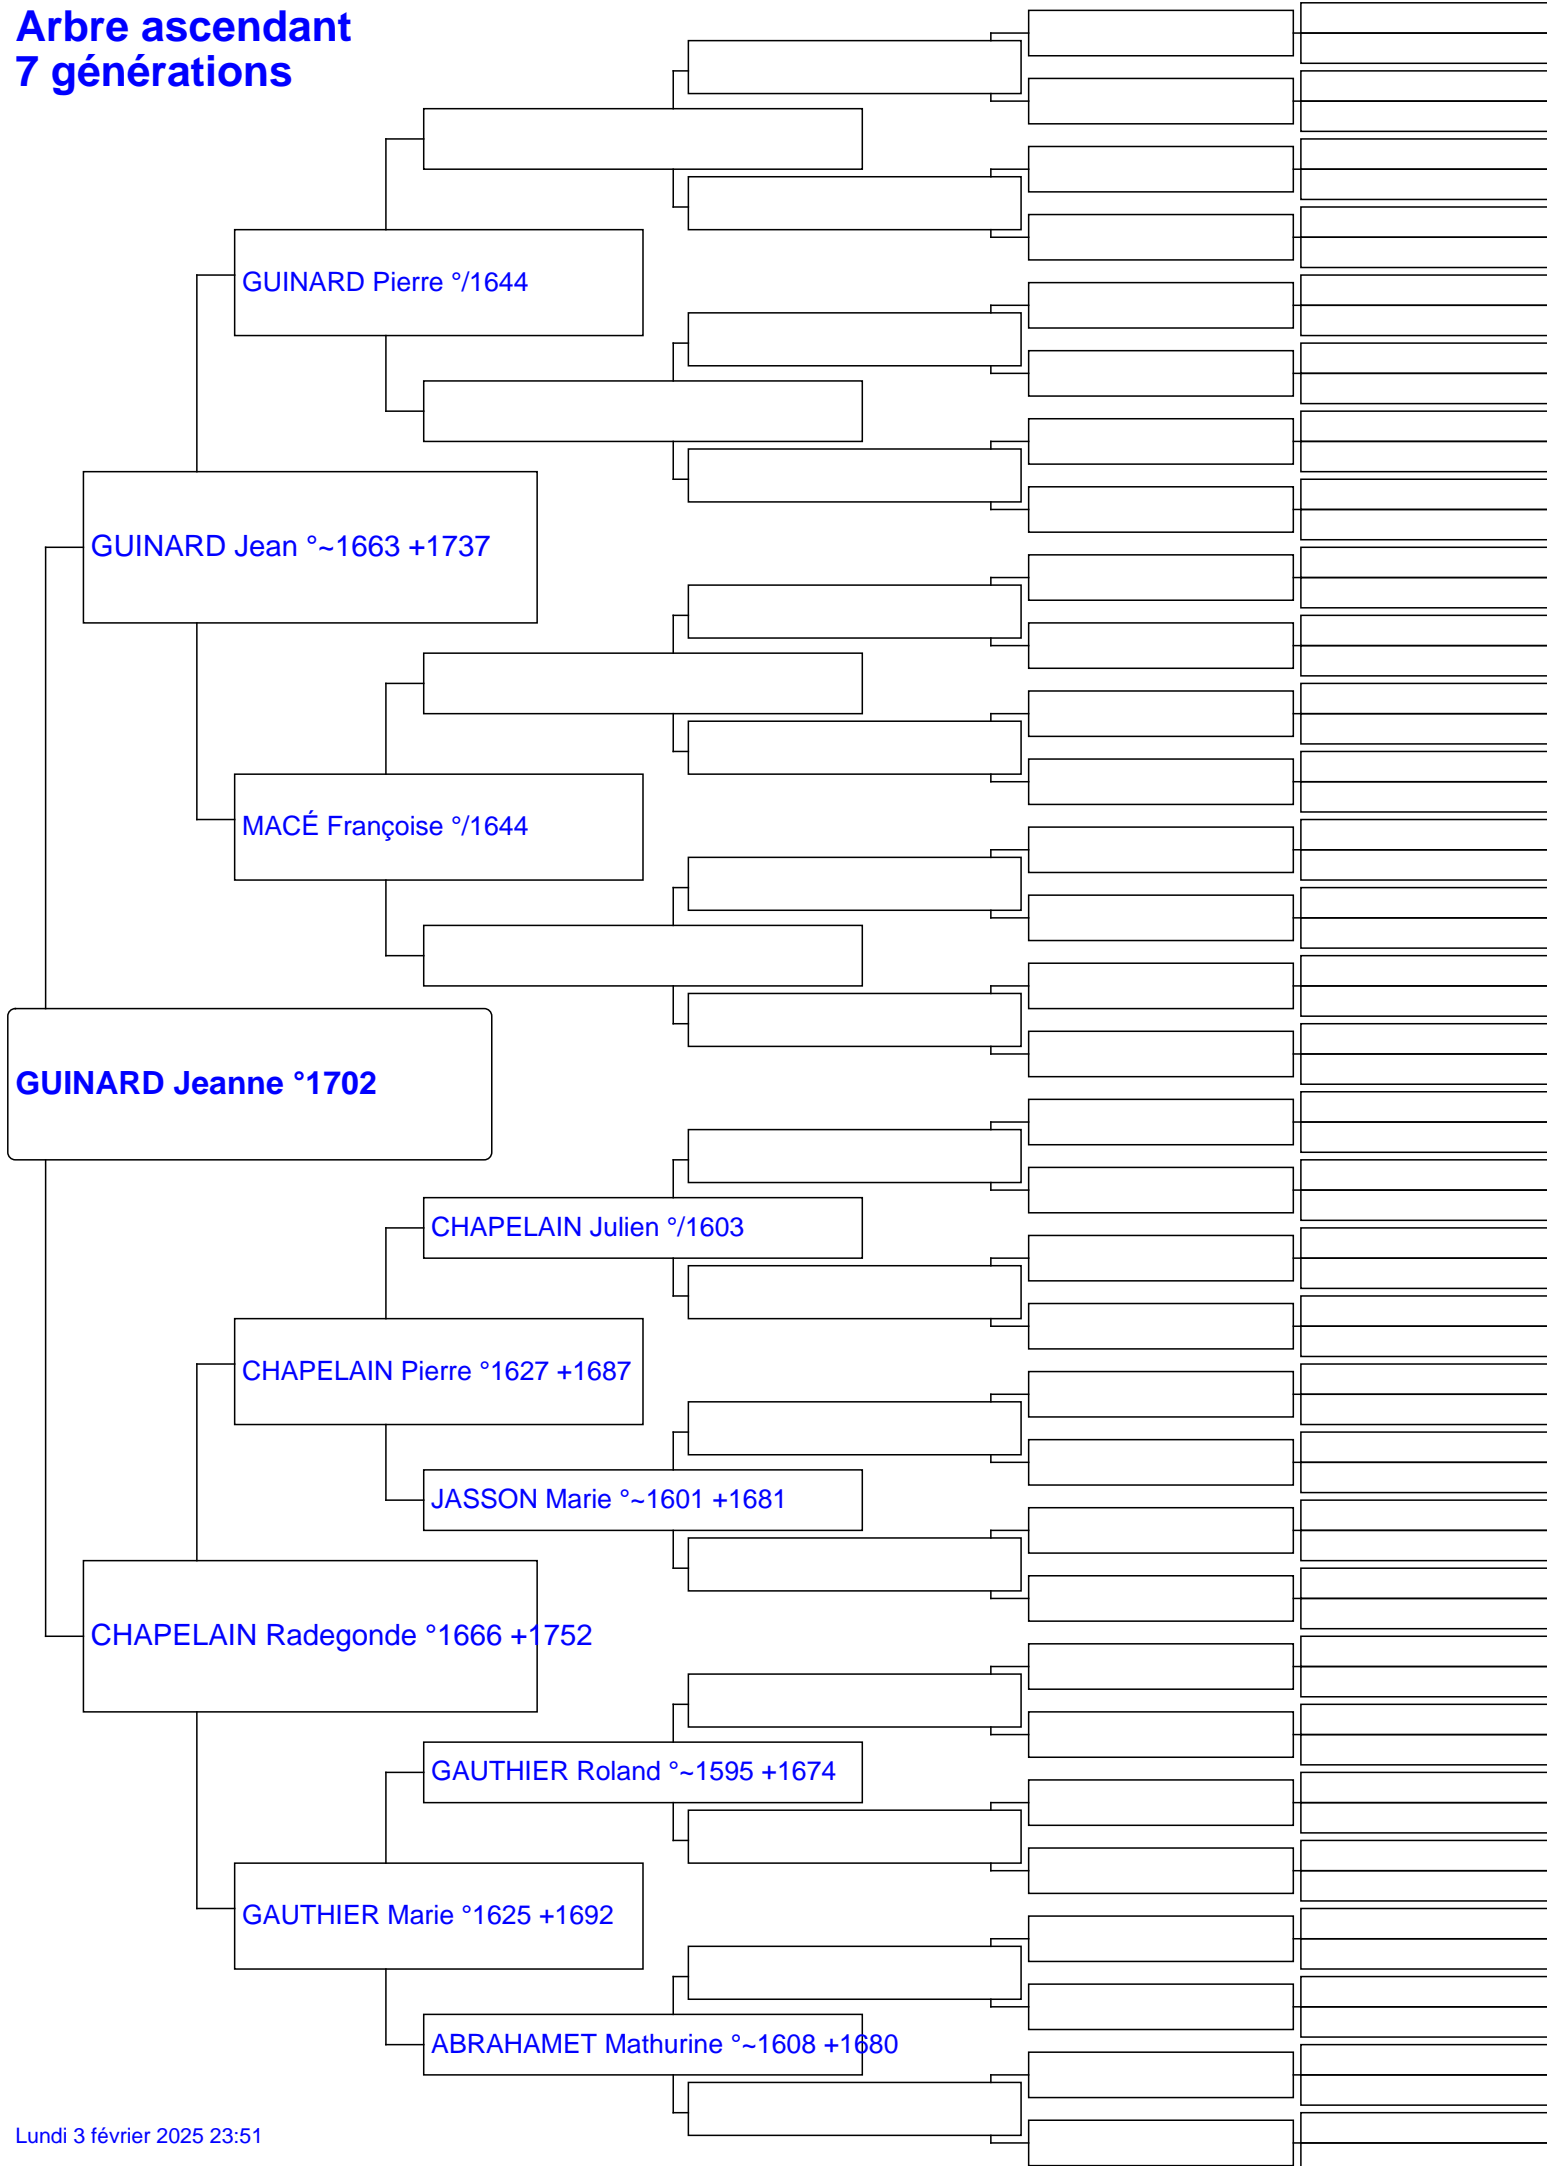 Arbre ascendant
7 générations
GUINARD Pierre °/1644
GUINARD Jean °~1663 +1737
MACÉ Françoise °/1644
GUINARD Jeanne °1702
CHAPELAIN Julien °/1603
CHAPELAIN Pierre °1627 +1687
JASSON Marie °~1601 +1681
CHAPELAIN Radegonde °1666 +1752
GAUTHIER Roland °~1595 +1674
GAUTHIER Marie °1625 +1692
ABRAHAMET Mathurine °~1608 +1680
Lundi 3 février 2025 23:51